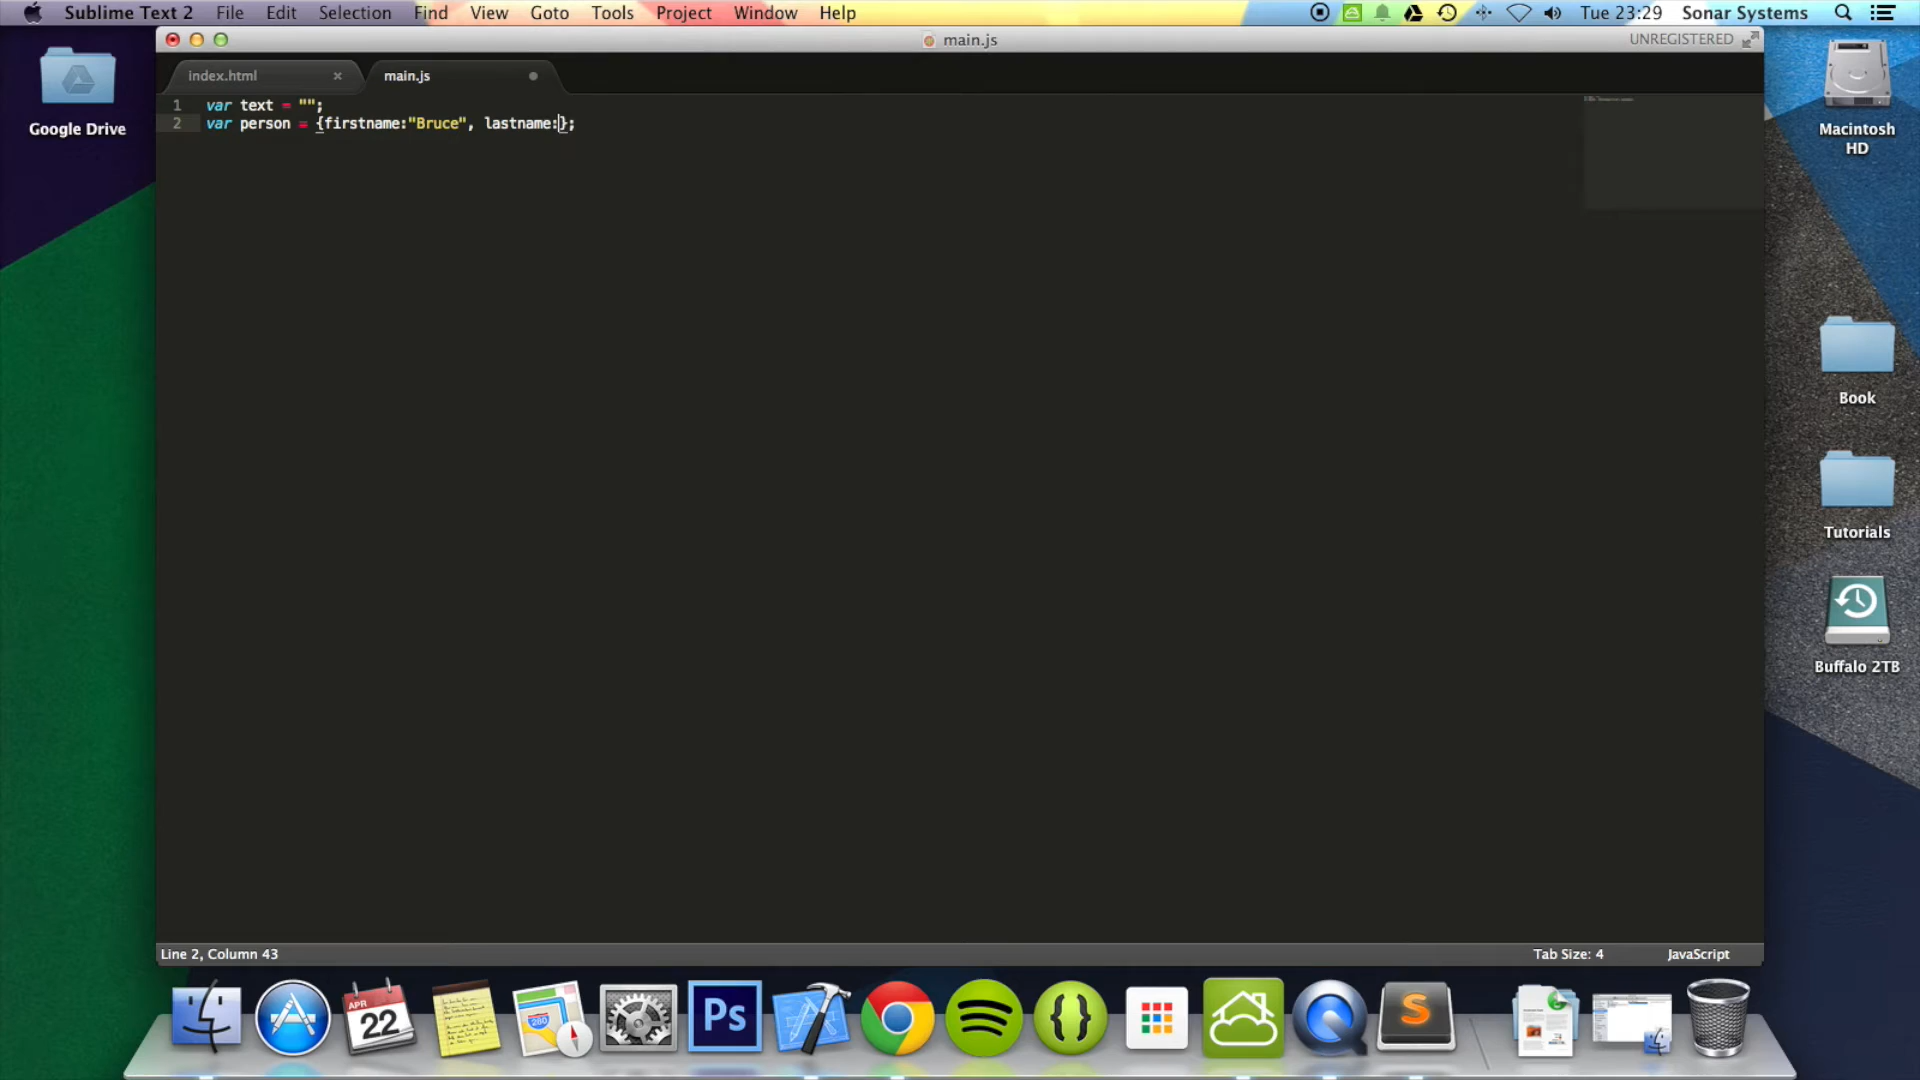 Sublime Text 2 File Edit Selection Find View Goto Tools Project Window Help Tue 23:29 Sonar Systems
main.js UNREGISTERED
index.html main.js
1 var text = "";
2 var person = {firstname:"Bruce", lastname:};
Google Drive
Macintosh
HD
Book
Tutorials
Buffalo 2TB
Line 2, Column 43 Tab Size: 4 JavaScript
APR
22
280
Ps
{}
S